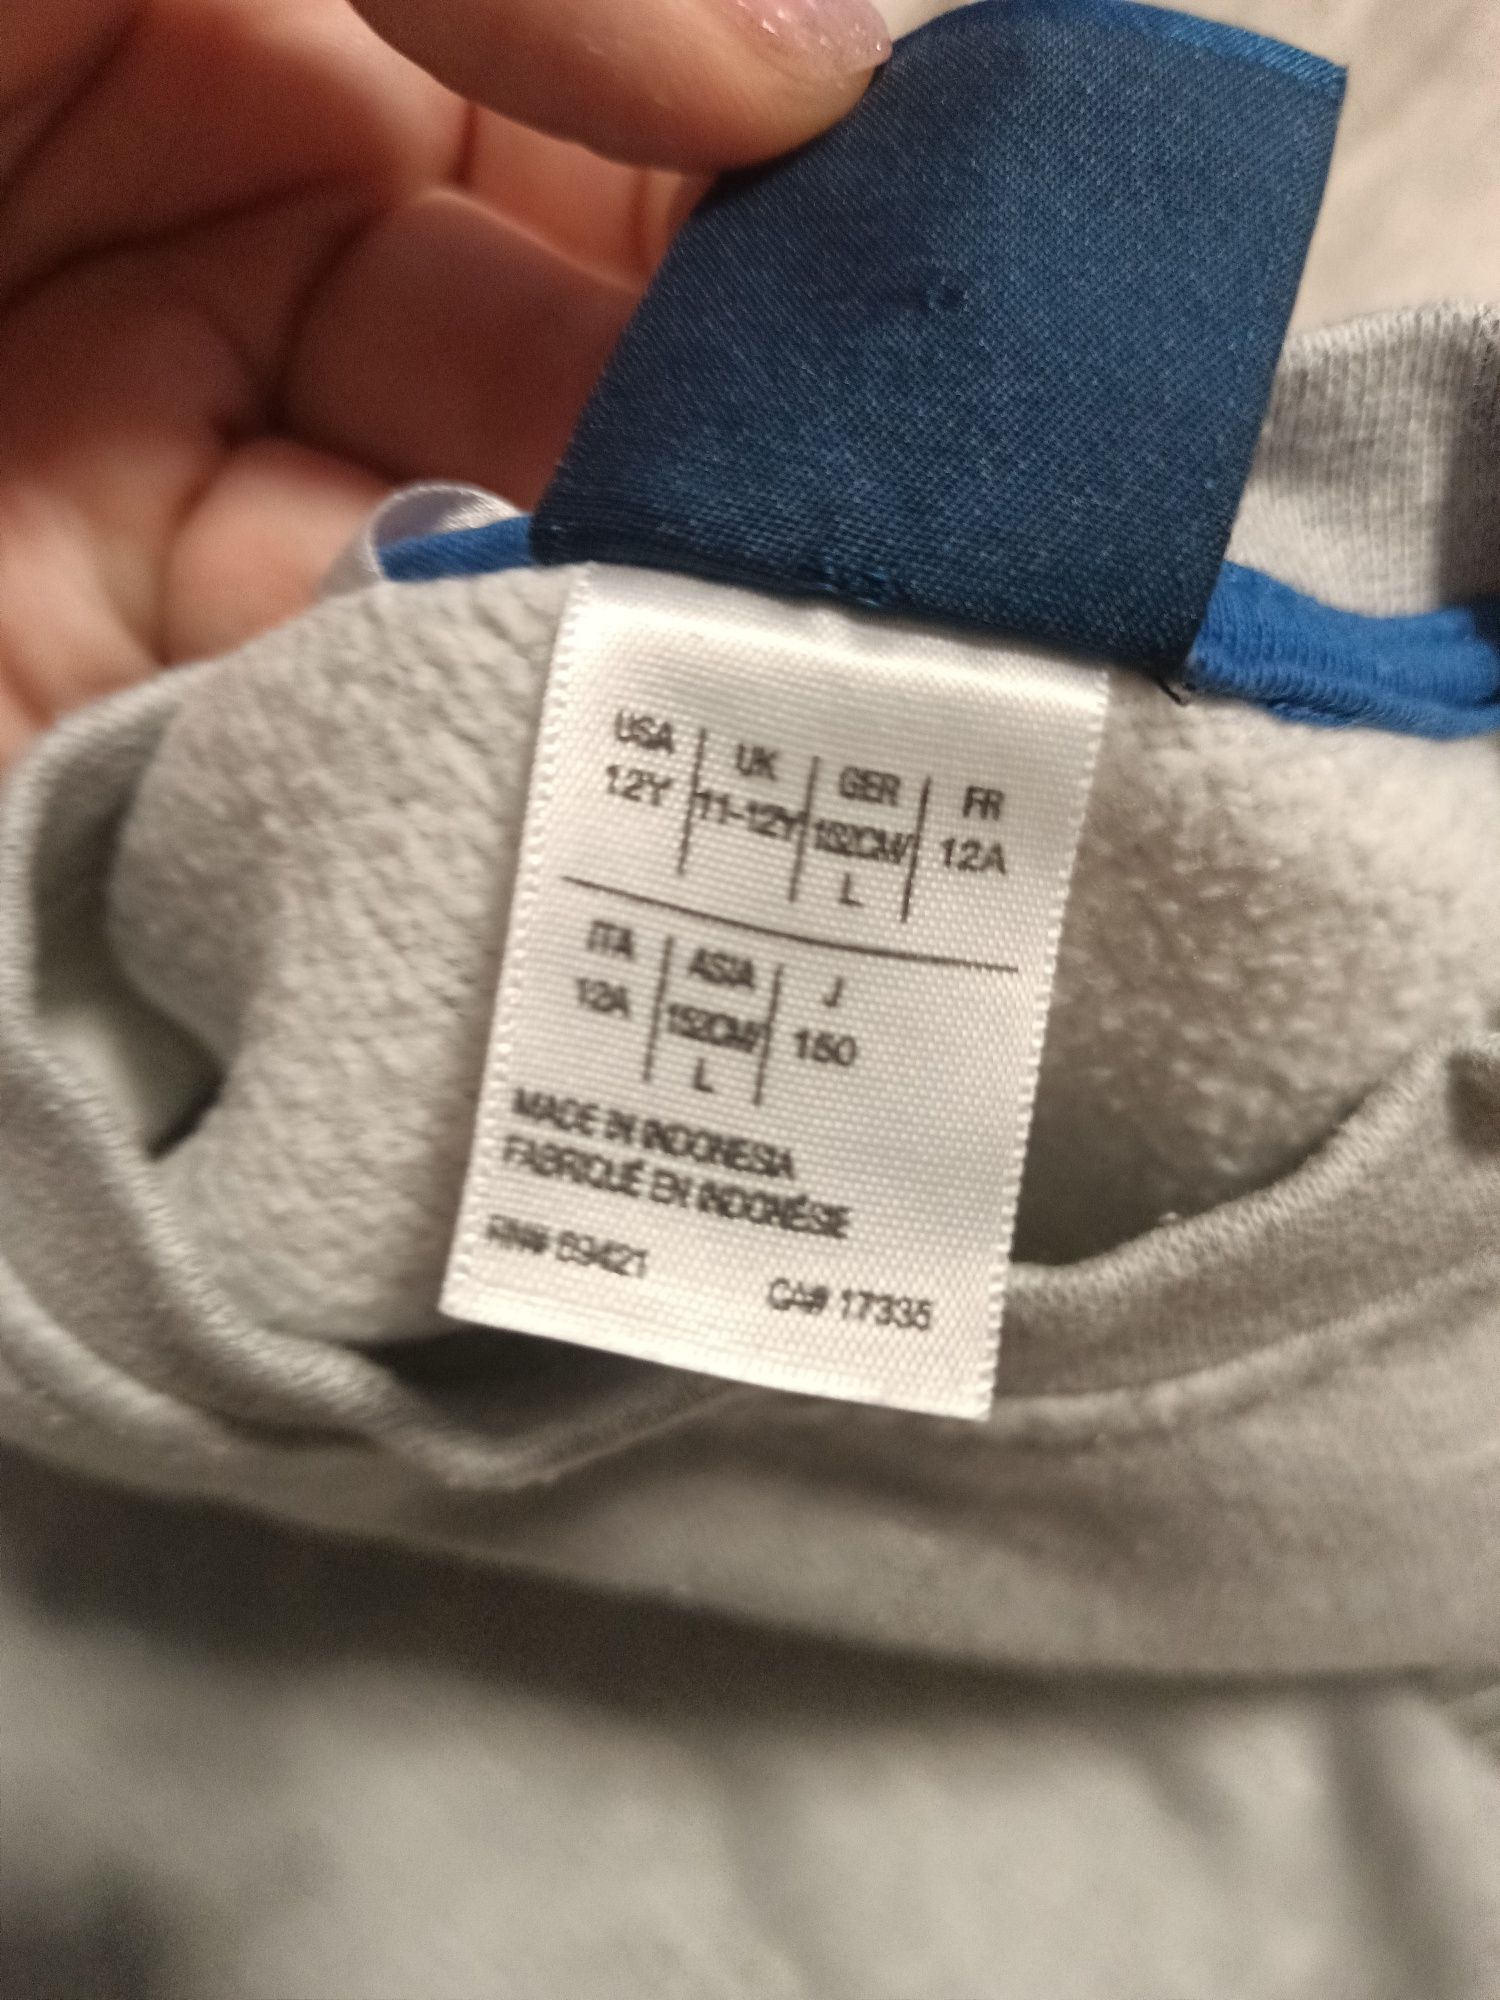 USA | UK | GER | FR
12Y | 11-12Y | 152CM/ | 12A
L
ITA | ASIA | J
12A | 152CM/ | 150
L
MADE IN INDONESIA
FABRIQUÉ EN INDONÉSIE
RN# 69421 CA# 17335